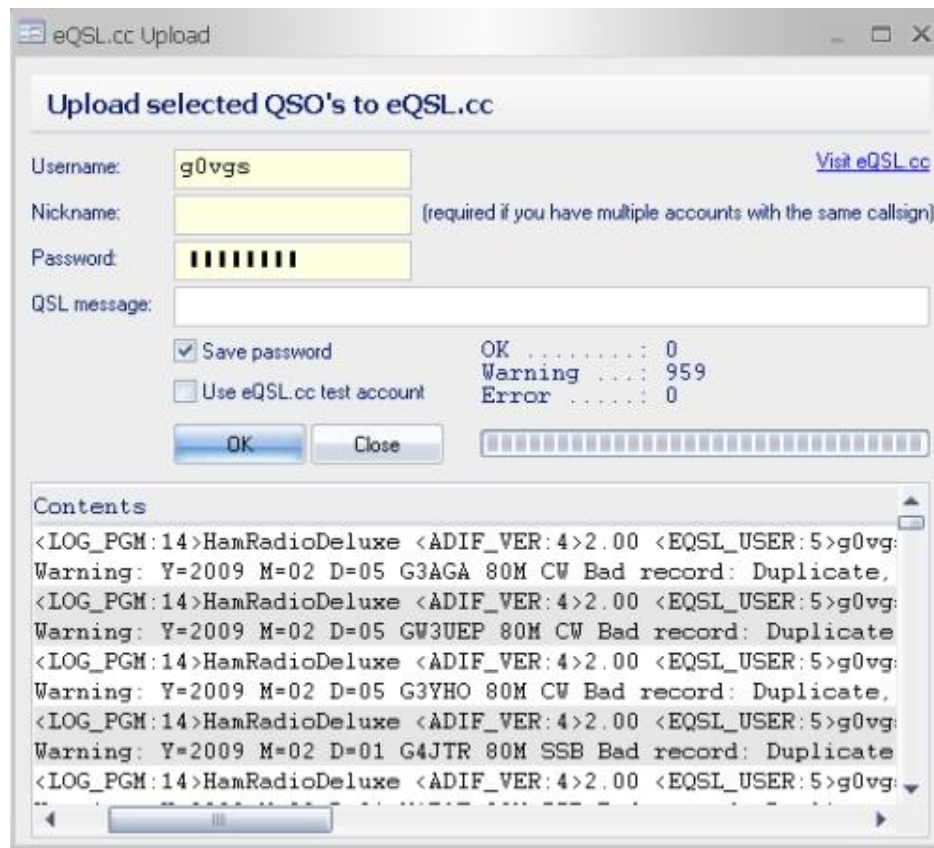 eQSL.cc Upload
Upload selected QSO's to eQSL.cc
Username: g0vgs Visit eQSL.cc
Nickname: (required if you have multiple accounts with the same callsign)
Password:
QSL message:
Save password
Use eQSL.cc test account
OK .........: 0
Warning ...: 959
Error .....: 0
OK Close
Contents
<LOG_PGM:14>HamRadioDeluxe <ADIF_VER:4>2.00 <EQSL_USER:5>g0vg
Warning: Y=2009 M=02 D=05 G3AGA 80M CW Bad record: Duplicate,
<LOG_PGM:14>HamRadioDeluxe <ADIF_VER:4>2.00 <EQSL_USER:5>g0vg
Warning: Y=2009 M=02 D=05 GW3UEP 80M CW Bad record: Duplicate
<LOG_PGM:14>HamRadioDeluxe <ADIF_VER:4>2.00 <EQSL_USER:5>g0vg
Warning: Y=2009 M=02 D=05 G3YHO 80M CW Bad record: Duplicate,
<LOG_PGM:14>HamRadioDeluxe <ADIF_VER:4>2.00 <EQSL_USER:5>g0vg
Warning: Y=2009 M=02 D=01 G4JTR 80M SSB Bad record: Duplicate
<LOG_PGM:14>HamRadioDeluxe <ADIF_VER:4>2.00 <EQSL_USER:5>g0vg